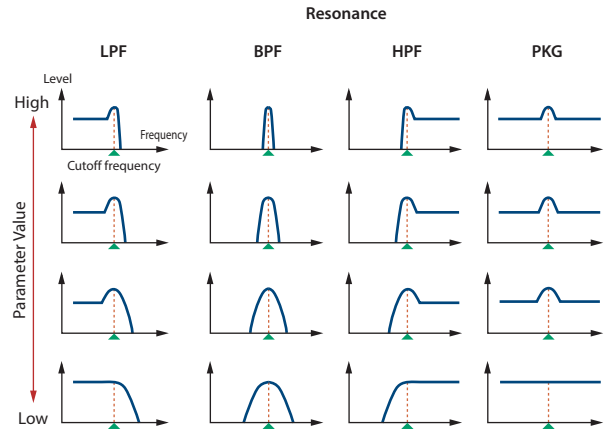 Resonance
LPF
BPF
HPF
PKG
Level
High
Frequency
Cutoff frequency
Parameter Value
Low